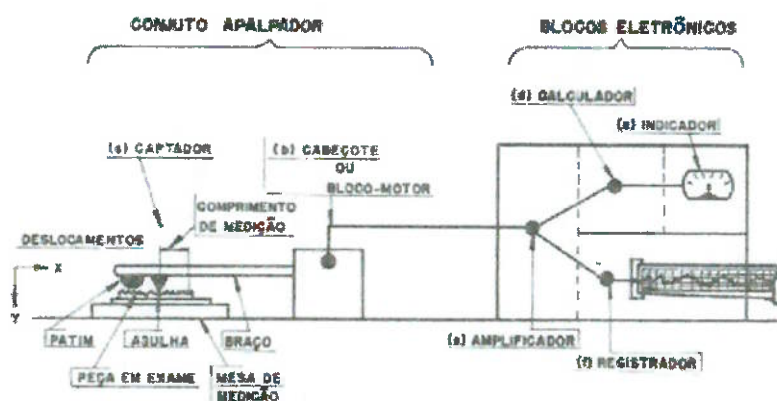 CONJUTO APALPADOR
BLOCOS ELETRÔNICOS
(d) CALCULADOR
(e) INDICADOR
(a) CAPTADOR
(b) CABEÇOTE
OU
BLOCO-MOTOR
COMPRIMENTO
DE MEDIÇÃO
DESLOCAMENTOS
X
PATIM
AGULHA
BRAÇO
(c) AMPLIFICADOR
(f) REGISTRADOR
PEÇA EM EXAME
MESA DE
MEDIÇÃO